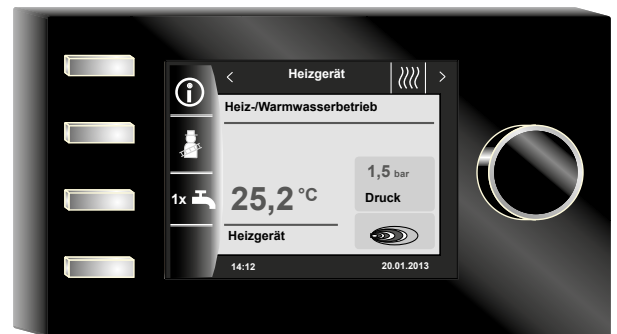 < Heizgerät >
Heiz-/Warmwasserbetrieb
1,5 bar
1x
25,2 °C
Druck
Heizgerät
14:12 20.01.2013